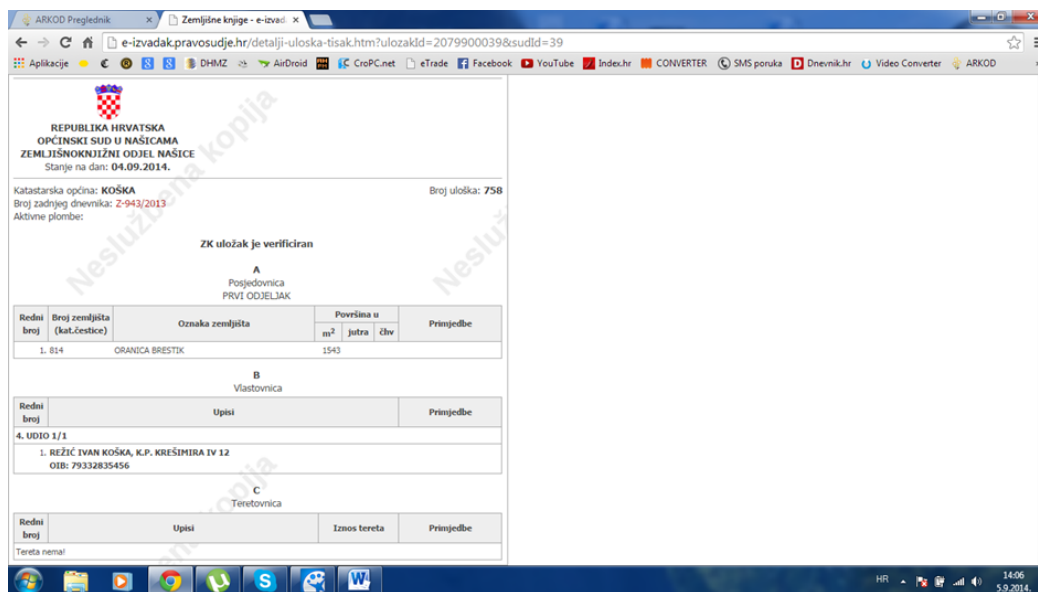 ARKOD Preglednik
Zemljišne knjige - e-izvad
e-izvadak.pravosudje.hr/detalji-uloska-tisak.htm?ulozakId=2079900039&sudId=39
Aplikacije DHMZ AirDroid CroPC.net eTrade Facebook YouTube Index.hr CONVERTER SMS poruka Dnevnik.hr Video Converter ARKOD
REPUBLIKA HRVATSKA
OPĆINSKI SUD U NAŠICAMA
ZEMLJIŠNOKNJIŽNI ODJEL NAŠICE
Stanje na dan: 04.09.2014.
Katastarska općina: KOŠKA Broj uloška: 758
Broj zadnjeg dnevnika: Z-943/2013
Aktivne plombe:
Neslužbena kopija
ZK uložak je verificiran
A
Posjedovnica
PRVI ODJELJAK
Redni broj Broj zemljišta (kat.čestice) Oznaka zemljišta Površina u Primjedbe
m² jutra čhv
1. 814 ORANICA BRESTIK 1543
B
Vlastovnica
Redni broj Upisi Primjedbe
4. UDIO 1/1
1. REŽIĆ IVAN KOŠKA, K.P. KREŠIMIRA IV 12
OIB: 79332835456
C
Teretovnica
Redni broj Upisi Iznos tereta Primjedbe
Tereta nema!
HR 14:06
5.9.2014.